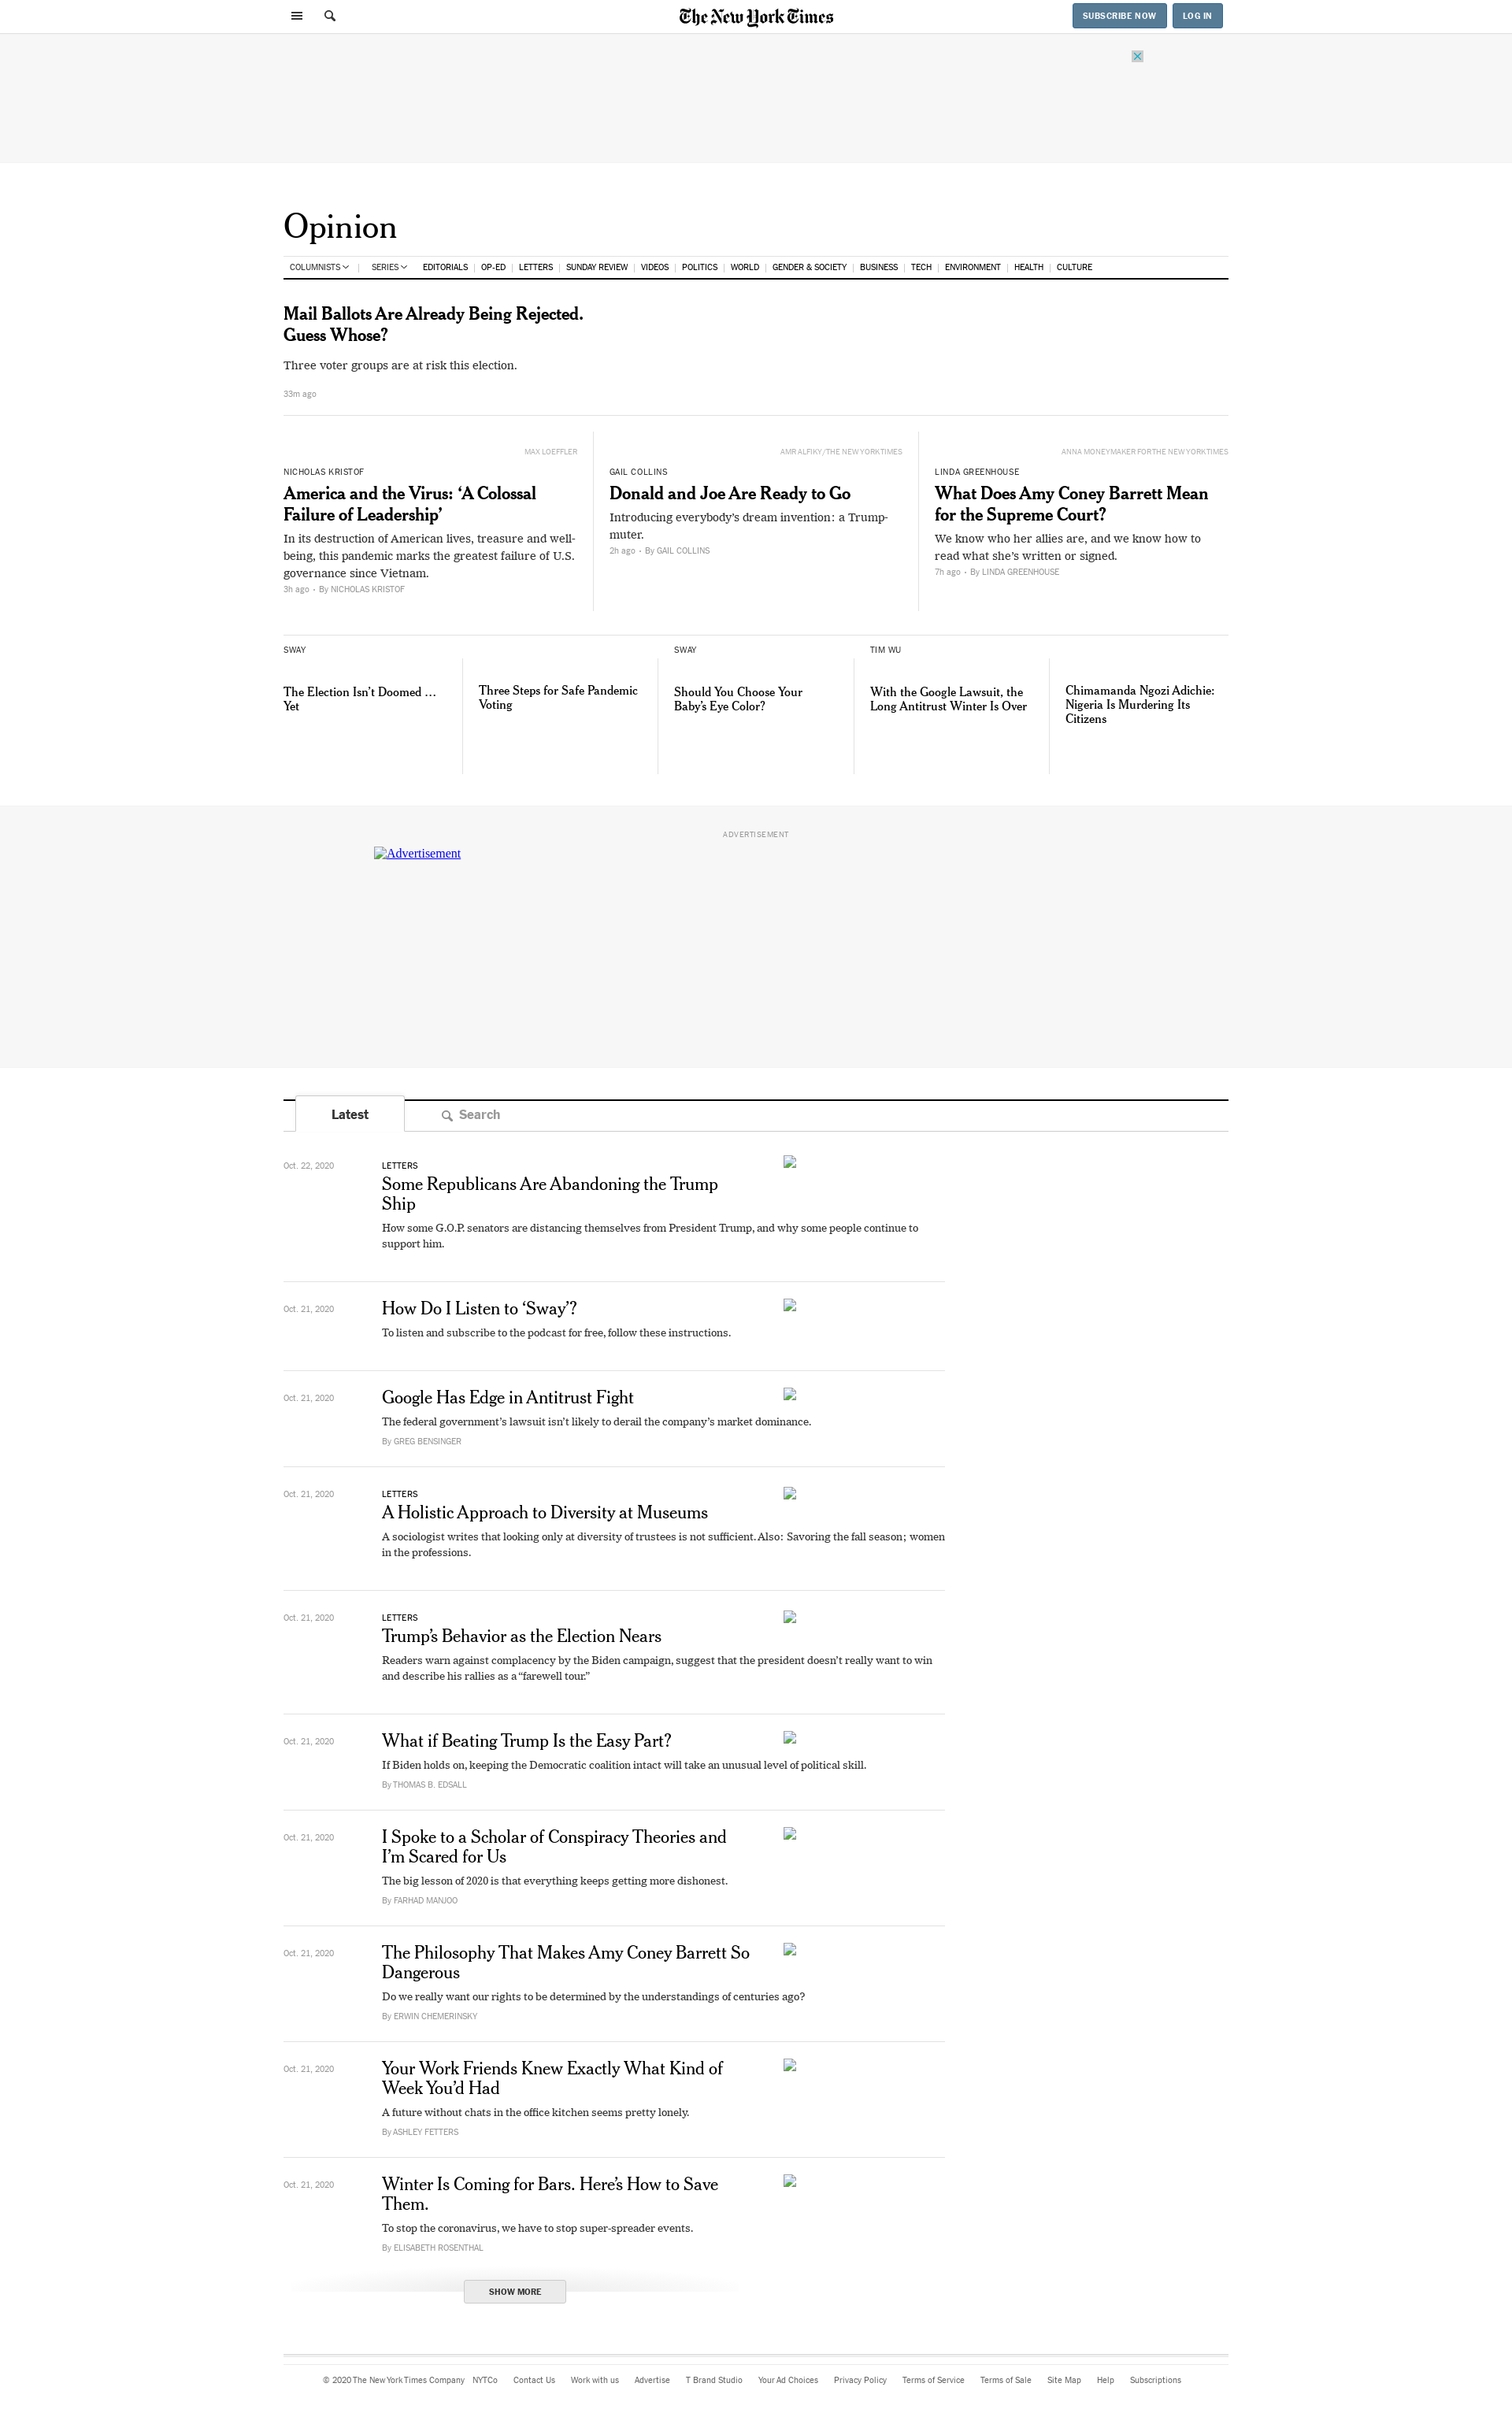 The New York Times
SUBSCRIBE NOW
LOG IN
Opinion
COLUMNISTS | SERIES EDITORIALS | OP-ED | LETTERS | SUNDAY REVIEW | VIDEOS | POLITICS | WORLD | GENDER & SOCIETY | BUSINESS | TECH | ENVIRONMENT | HEALTH | CULTURE
Mail Ballots Are Already Being Rejected.
Guess Whose?
Three voter groups are at risk this election.
33m ago
MAX LOEFFLER
NICHOLAS KRISTOF
America and the Virus: ‘A Colossal
Failure of Leadership’
In its destruction of American lives, treasure and well-
being, this pandemic marks the greatest failure of U.S.
governance since Vietnam.
3h ago • By NICHOLAS KRISTOF
AMR ALFIKY/THE NEW YORK TIMES
GAIL COLLINS
Donald and Joe Are Ready to Go
Introducing everybody’s dream invention: a Trump-
muter.
2h ago • By GAIL COLLINS
ANNA MONEYMAKER FOR THE NEW YORK TIMES
LINDA GREENHOUSE
What Does Amy Coney Barrett Mean
for the Supreme Court?
We know who her allies are, and we know how to
read what she’s written or signed.
7h ago • By LINDA GREENHOUSE
SWAY
The Election Isn’t Doomed …
Yet
Three Steps for Safe Pandemic
Voting
SWAY
Should You Choose Your
Baby’s Eye Color?
TIM WU
With the Google Lawsuit, the
Long Antitrust Winter Is Over
Chimamanda Ngozi Adichie:
Nigeria Is Murdering Its
Citizens
ADVERTISEMENT
Advertisement
Latest
Search
Oct. 22, 2020
LETTERS
Some Republicans Are Abandoning the Trump
Ship
How some G.O.P. senators are distancing themselves from President Trump, and why some people continue to
support him.
Oct. 21, 2020
How Do I Listen to ‘Sway’?
To listen and subscribe to the podcast for free, follow these instructions.
Oct. 21, 2020
Google Has Edge in Antitrust Fight
The federal government’s lawsuit isn’t likely to derail the company’s market dominance.
By GREG BENSINGER
Oct. 21, 2020
LETTERS
A Holistic Approach to Diversity at Museums
A sociologist writes that looking only at diversity of trustees is not sufficient. Also: Savoring the fall season; women
in the professions.
Oct. 21, 2020
LETTERS
Trump’s Behavior as the Election Nears
Readers warn against complacency by the Biden campaign, suggest that the president doesn’t really want to win
and describe his rallies as a “farewell tour.”
Oct. 21, 2020
What if Beating Trump Is the Easy Part?
If Biden holds on, keeping the Democratic coalition intact will take an unusual level of political skill.
By THOMAS B. EDSALL
Oct. 21, 2020
I Spoke to a Scholar of Conspiracy Theories and
I’m Scared for Us
The big lesson of 2020 is that everything keeps getting more dishonest.
By FARHAD MANJOO
Oct. 21, 2020
The Philosophy That Makes Amy Coney Barrett So
Dangerous
Do we really want our rights to be determined by the understandings of centuries ago?
By ERWIN CHEMERINSKY
Oct. 21, 2020
Your Work Friends Knew Exactly What Kind of
Week You’d Had
A future without chats in the office kitchen seems pretty lonely.
By ASHLEY FETTERS
Oct. 21, 2020
Winter Is Coming for Bars. Here’s How to Save
Them.
To stop the coronavirus, we have to stop super-spreader events.
By ELISABETH ROSENTHAL
SHOW MORE
© 2020 The New York Times Company NYTCo Contact Us Work with us Advertise T Brand Studio Your Ad Choices Privacy Policy Terms of Service Terms of Sale Site Map Help Subscriptions